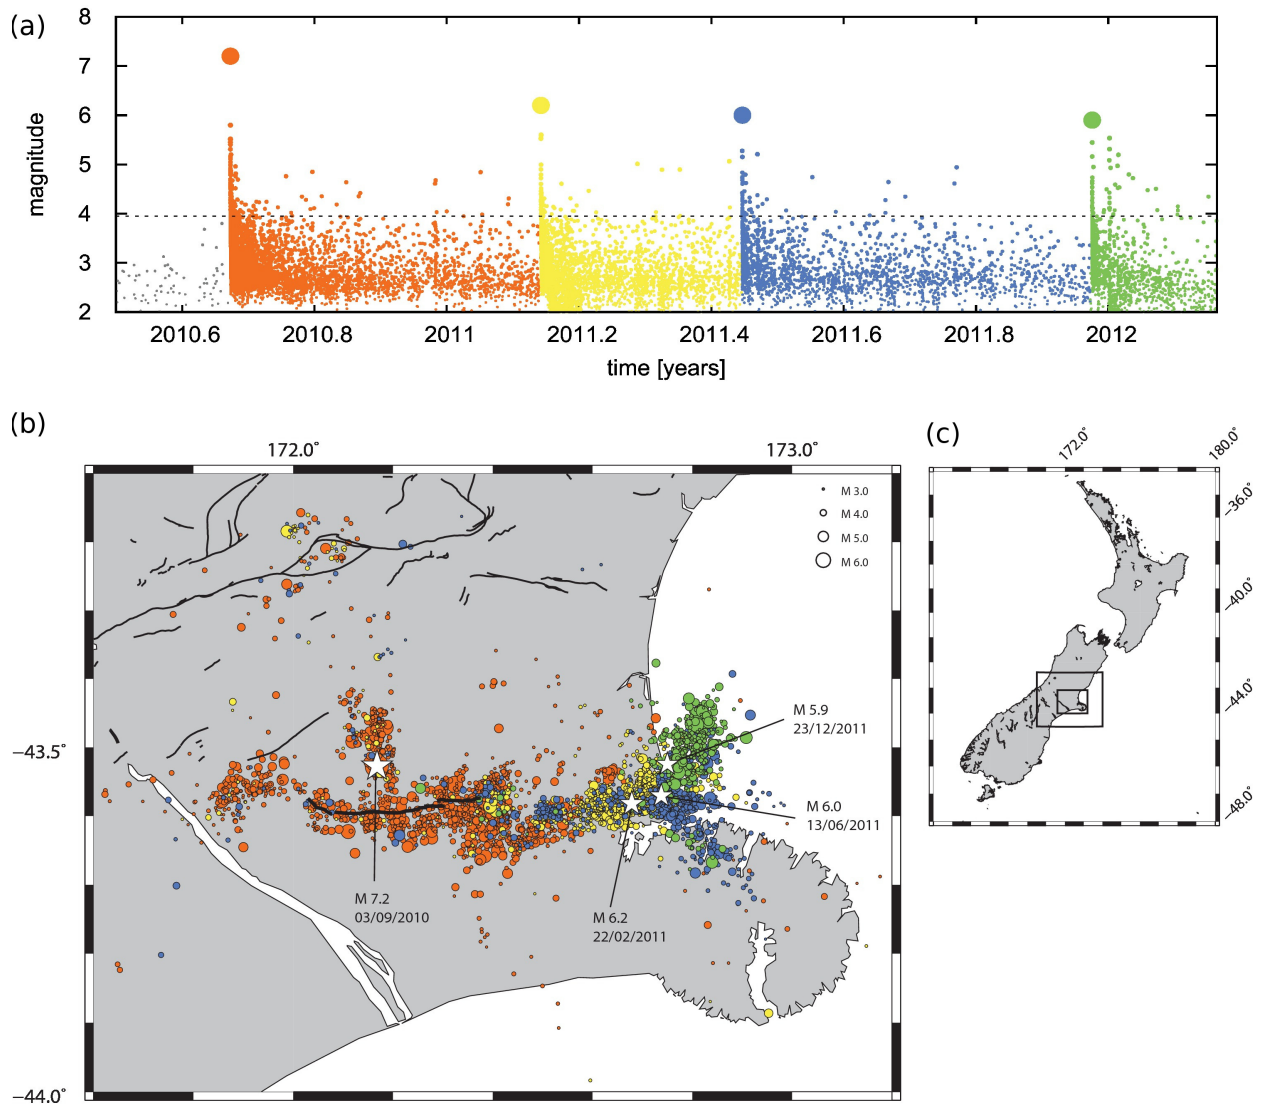 (a)
8
7
6
5
4
3
2
magnitude
2010.6 2010.8 2011 2011.2 2011.4 2011.6 2011.8 2012
time [years]
(b)
172.0° 173.0°
M 3.0
M 4.0
M 5.0
M 6.0
−43.5°
−44.0°
M 5.9
23/12/2011
M 6.0
13/06/2011
M 7.2
03/09/2010
M 6.2
22/02/2011
(c)
172.0° 180.0°
−36.0°
−40.0°
−44.0°
−48.0°